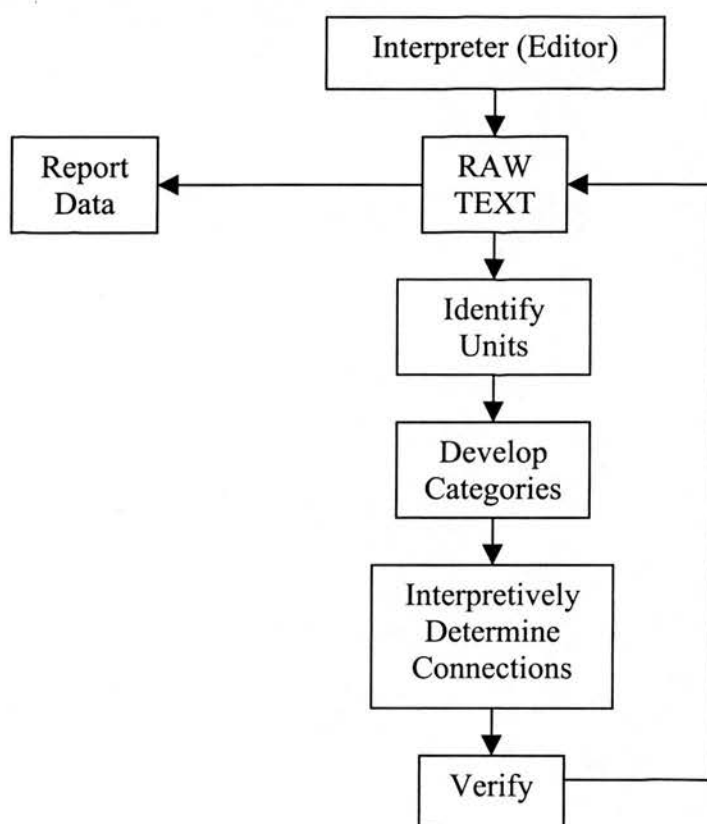 Interpreter (Editor)
Report
Data
RAW
TEXT
Identify
Units
Develop
Categories
Interpretively
Determine
Connections
Verify